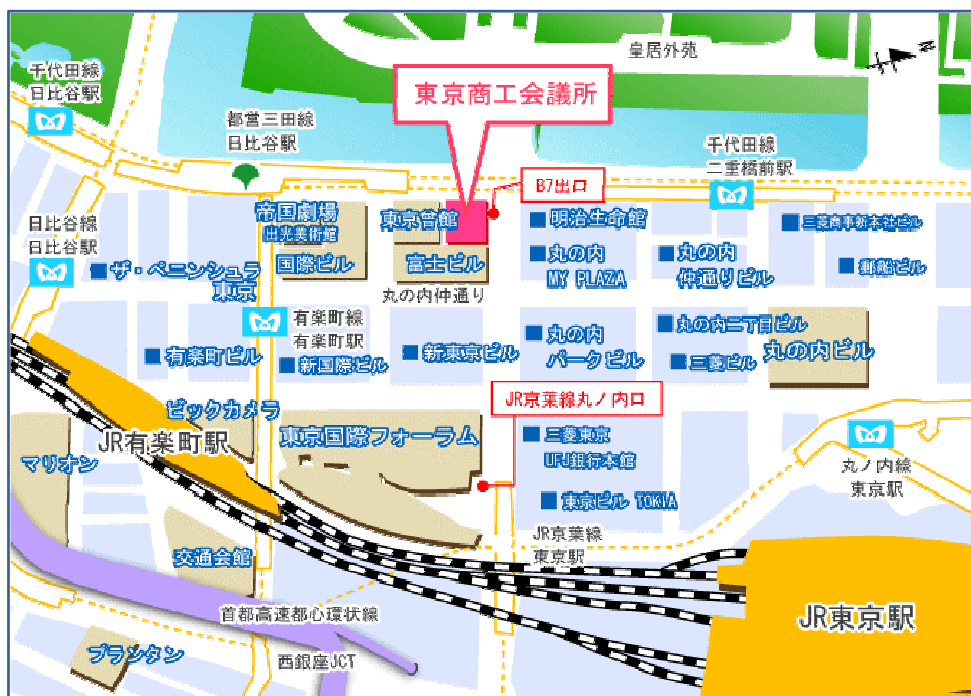 皇居外苑
N
千代田線
日比谷駅
東京商工会議所
都営三田線
日比谷駅
千代田線
二重橋前駅
B7出口
日比谷線
日比谷駅
帝国劇場
出光美術館
国際ビル
東京會館
富士ビル
明治生命館
丸の内
MY PLAZA
丸の内
仲通りビル
三菱商事新本社ビル
郵船ビル
ザ・ペニンシュラ
東京
丸の内仲通り
有楽町線
有楽町駅
有楽町ビル
新国際ビル
新東京ビル
丸の内
パークビル
丸の内二丁目ビル
三菱ビル
丸の内ビル
JR京葉線丸ノ内口
ビックカメラ
JR有楽町駅
東京国際フォーラム
三菱東京
UFJ銀行本館
マリオン
丸ノ内線
東京駅
東京ビル TOKIA
JR京葉線
東京駅
交通会館
首都高速都心環状線
JR東京駅
プランタン
西銀座JCT